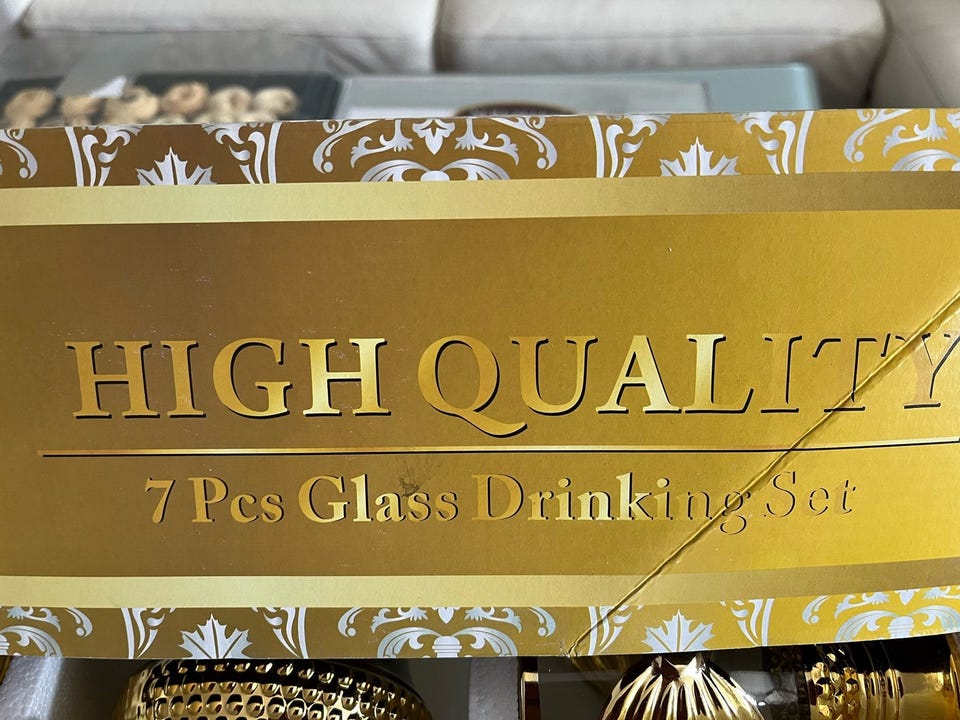 HIGH QUALITY
7 Pcs Glass Drinking Set